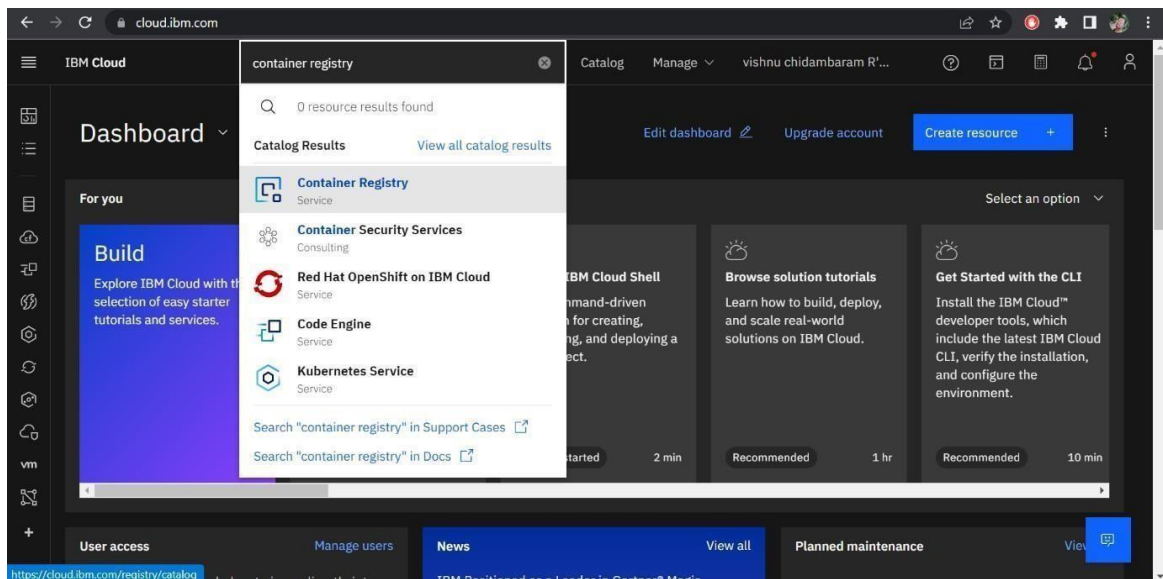 cloud.ibm.com
IBM Cloud
container registry
Catalog
Manage
vishnu chidambaram R'...
0 resource results found
Catalog Results
View all catalog results
Container Registry
Service
Container Security Services
Consulting
Red Hat OpenShift on IBM Cloud
Service
Code Engine
Service
Kubernetes Service
Service
Search "container registry" in Support Cases
Search "container registry" in Docs
Dashboard
Edit dashboard
Upgrade account
Create resource +
For you
Select an option
Build
Explore IBM Cloud with th
selection of easy starter
tutorials and services.
IBM Cloud Shell
mmand-driven
for creating,
ng, and deploying a
ect.
started
2 min
Browse solution tutorials
Learn how to build, deploy,
and scale real-world
solutions on IBM Cloud.
Recommended
1 hr
Get Started with the CLI
Install the IBM Cloud™
developer tools, which
include the latest IBM Cloud
CLI, verify the installation,
and configure the
environment.
Recommended
10 min
vm
User access
Manage users
News
View all
Planned maintenance
View
https://cloud.ibm.com/registry/catalog